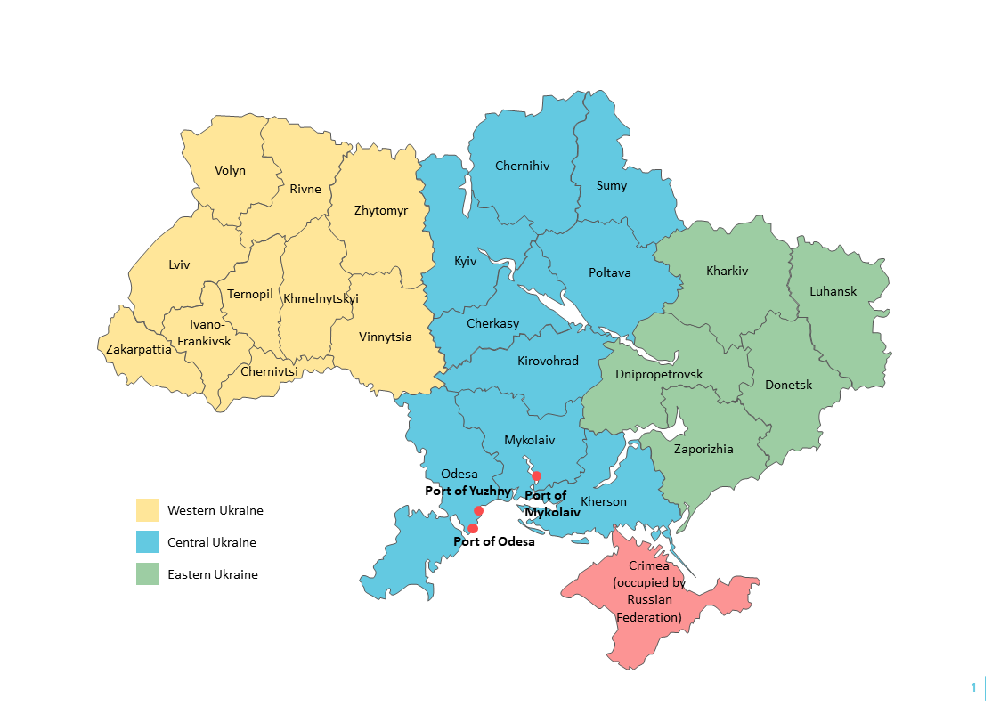 Chernihiv
Volyn
Sumy
Rivne
Zhytomyr
Kyiv
Lviv
Poltava
Kharkiv
Luhansk
Ternopil
Khmelnytskyi
Ivano-
Frankivsk
Cherkasy
Vinnytsia
Zakarpattia
Kirovohrad
Chernivtsi
Dnipropetrovsk
Donetsk
Mykolaiv
Zaporizhia
Odesa
Port of Yuzhny
Port of
Mykolaiv
Kherson
Port of Odesa
Western Ukraine
Central Ukraine
Eastern Ukraine
Crimea
(occupied by
Russian
Federation)
1